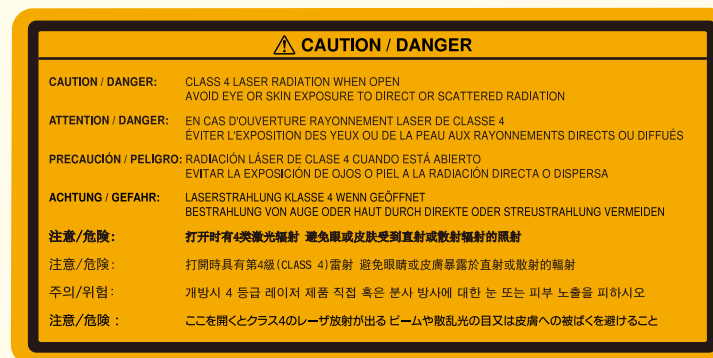 ⚠ CAUTION / DANGER
CAUTION / DANGER: CLASS 4 LASER RADIATION WHEN OPEN
AVOID EYE OR SKIN EXPOSURE TO DIRECT OR SCATTERED RADIATION
ATTENTION / DANGER: EN CAS D'OUVERTURE RAYONNEMENT LASER DE CLASSE 4
ÉVITER L'EXPOSITION DES YEUX OU DE LA PEAU AUX RAYONNEMENTS DIRECTS OU DIFFUÉS
PRECAUCIÓN / PELIGRO: RADIACIÓN LÁSER DE CLASE 4 CUANDO ESTÁ ABIERTO
EVITAR LA EXPOSICIÓN DE OJOS O PIEL A LA RADIACIÓN DIRECTA O DISPERSA
ACHTUNG / GEFAHR: LASERSTRAHLUNG KLASSE 4 WENN GEÖFFNET
BESTRAHLUNG VON AUGE ODER HAUT DURCH DIREKTE ODER STREUSTRAHLUNG VERMEIDEN
注意/危险: 打开时有4类激光辐射 避免眼或皮肤受到直射或散射辐射的照射
注意/危險: 打開時具有第4級(CLASS 4)雷射 避免眼睛或皮膚暴露於直射或散射的輻射
주의/위험: 개방시 4 등급 레이저 제품 직접 혹은 분사 방사에 대한 눈 또는 피부 노출을 피하시오
注意/危険 : ここを開くとクラス4のレーザ放射が出る ビームや散乱光の目又は皮膚への被ばくを避けること